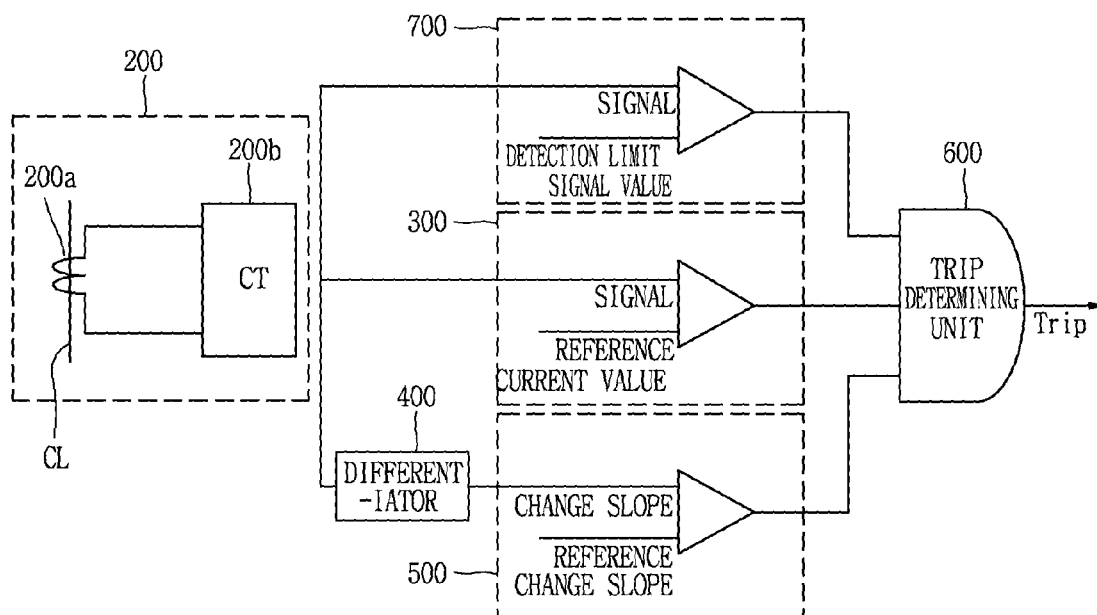 700
200
SIGNAL
200b
DETECTION LIMIT
SIGNAL VALUE
600
200a
300
CT
TRIP
DETERMINING
UNIT
SIGNAL
Trip
REFERENCE
CURRENT VALUE
400
CL
DIFFERENT
-IATOR
CHANGE SLOPE
REFERENCE
CHANGE SLOPE
500